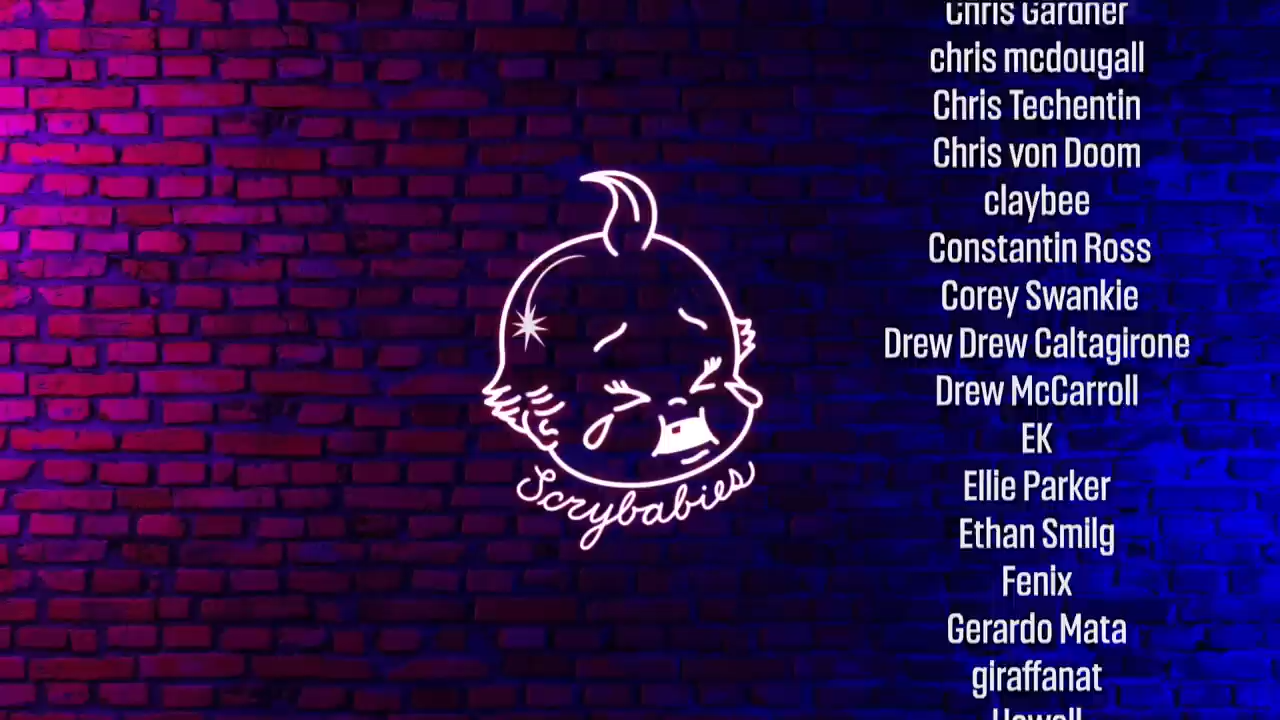 Chris Gardner
chris mcdougall
Chris Techentin
Chris von Doom
claybee
Constantin Ross
Corey Swankie
Drew Drew Caltagirone
Drew McCarroll
EK
Ellie Parker
Ethan Smilg
Fenix
Gerardo Mata
giraffanat
Scrybabies